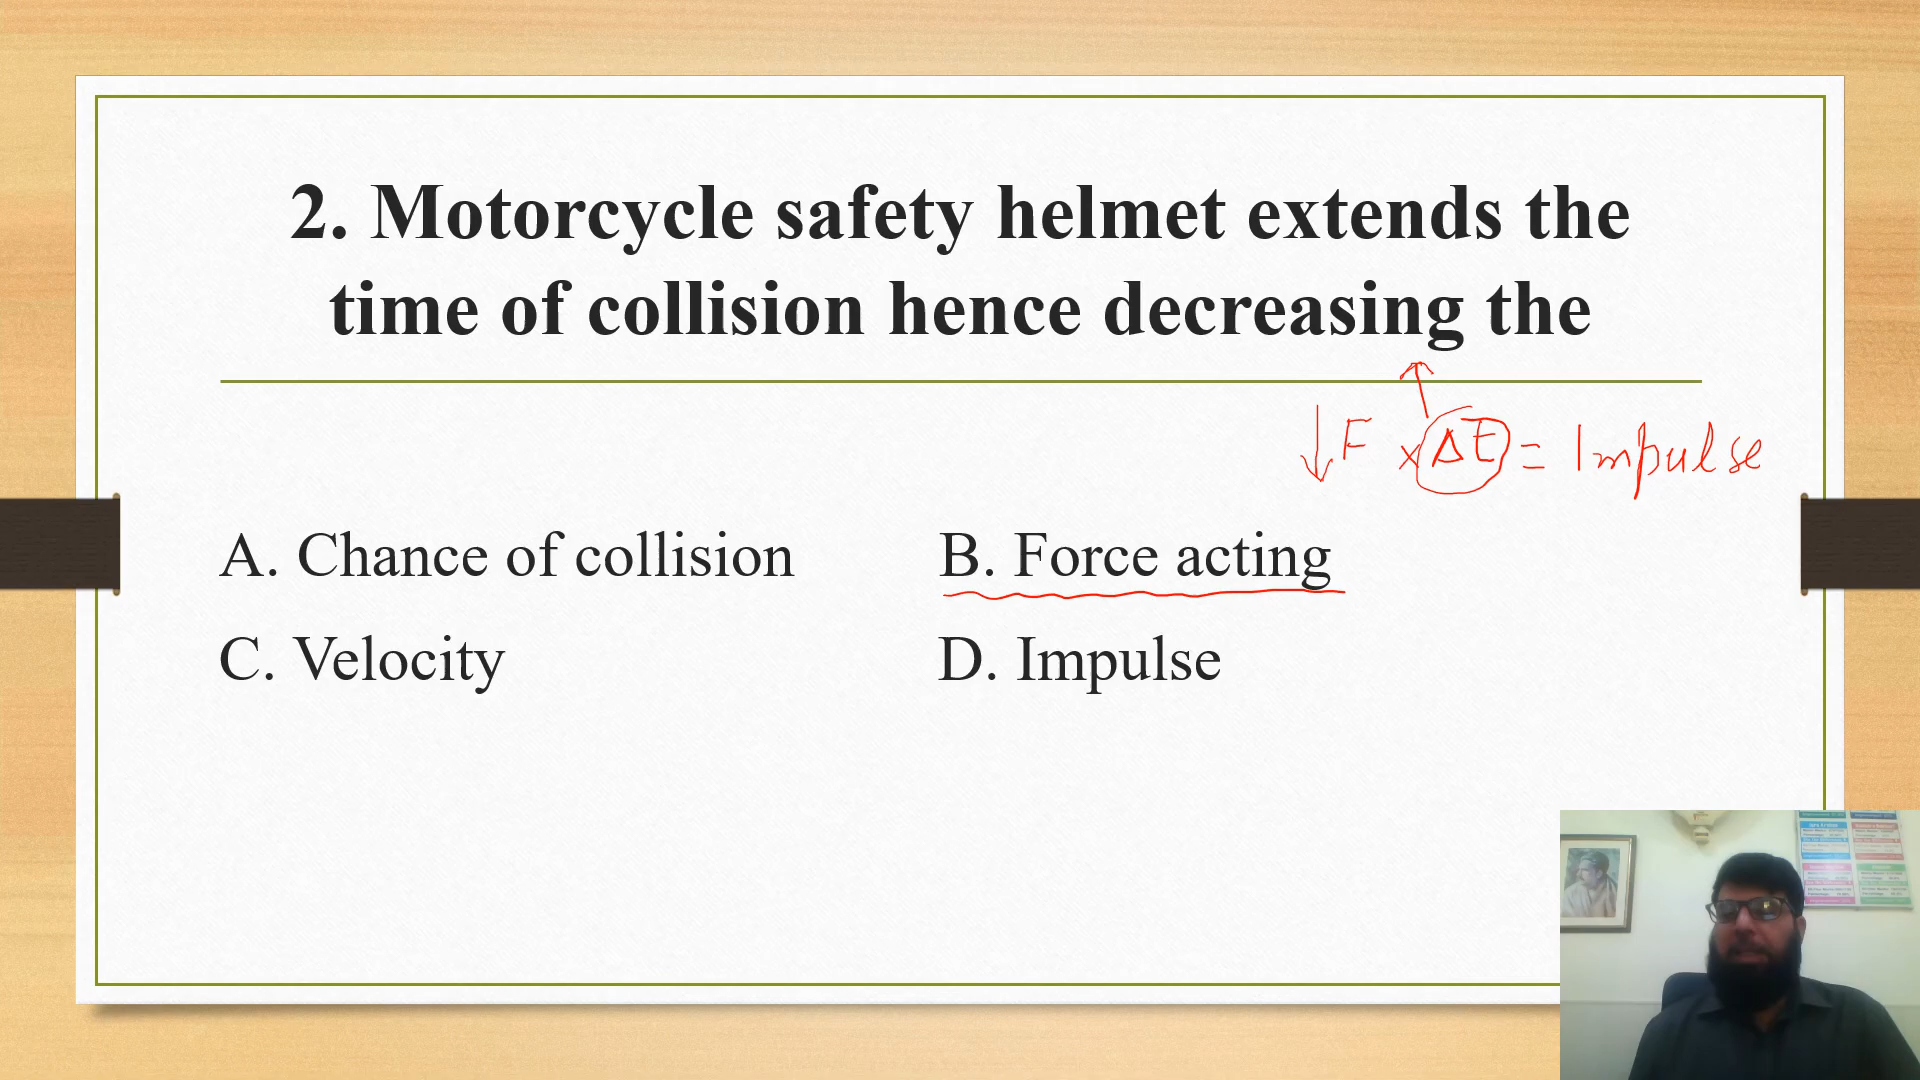 2. Motorcycle safety helmet extends the
time of collision hence decreasing the
↓F × Δt = Impulse
A. Chance of collision
B. Force acting
C. Velocity
D. Impulse